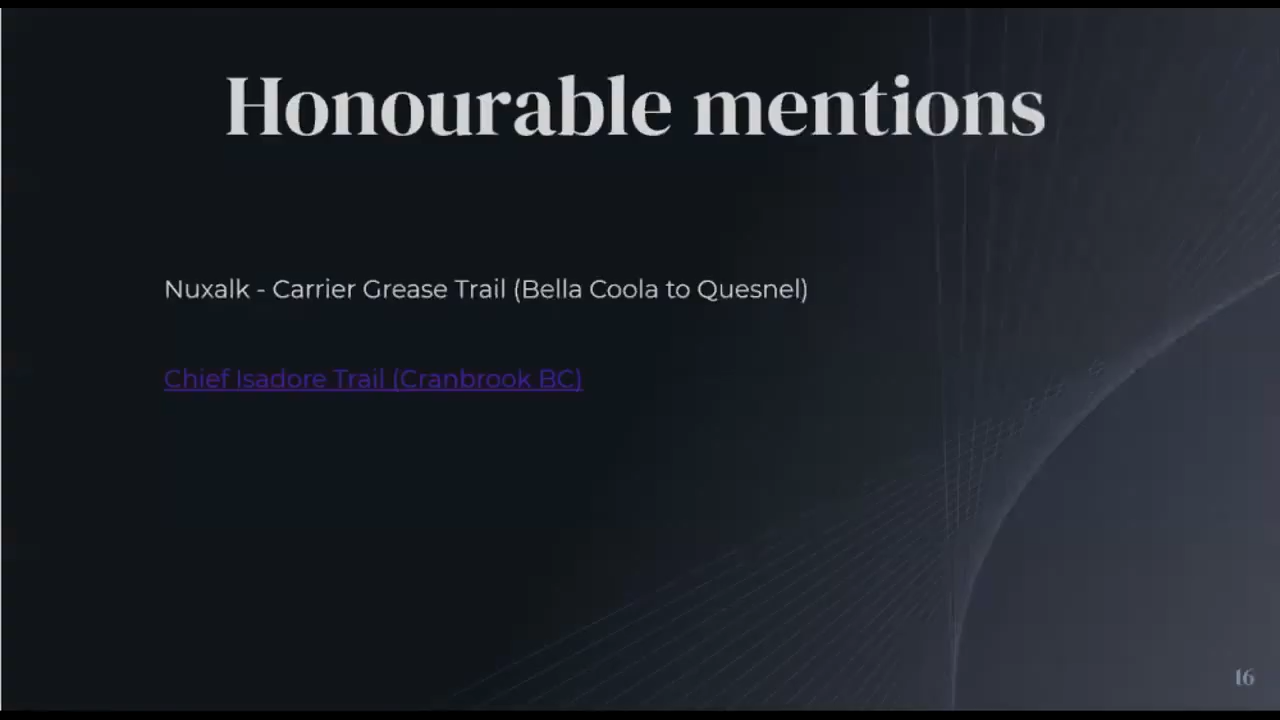 Honourable mentions
Nuxalk - Carrier Grease Trail (Bella Coola to Quesnel)
Chief Isadore Trail (Cranbrook BC)
16